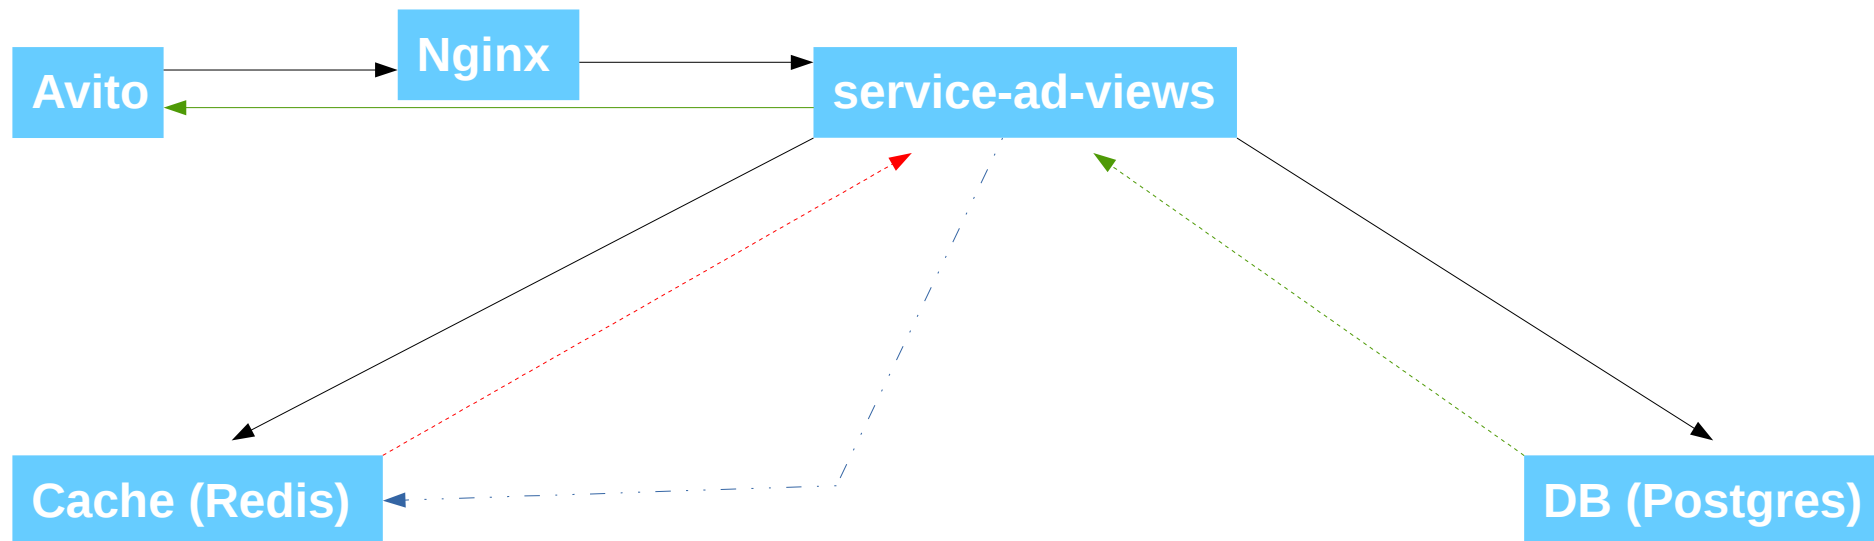 Nginx
Avito
service-ad-views
Cache (Redis)
DB (Postgres)